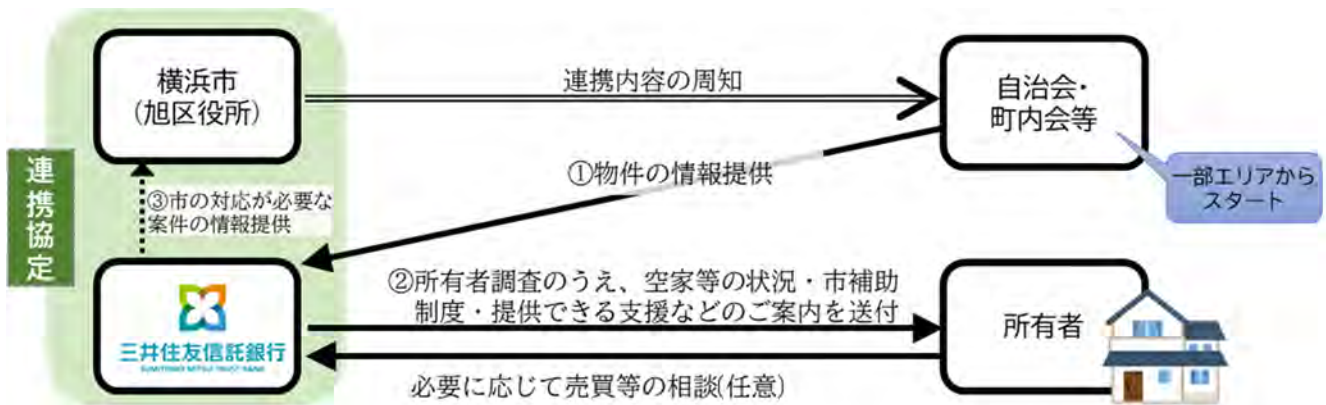 横浜市
(旭区役所)
連携内容の周知
自治会・
町内会等
一部エリアから
スタート
①物件の情報提供
連携協定
③市の対応が必要な
案件の情報提供
三井住友信託銀行
SUMITOMO MITSUI TRUST BANK
②所有者調査のうえ、空家等の状況・市補助
制度・提供できる支援などのご案内を送付
所有者
必要に応じて売買等の相談(任意)